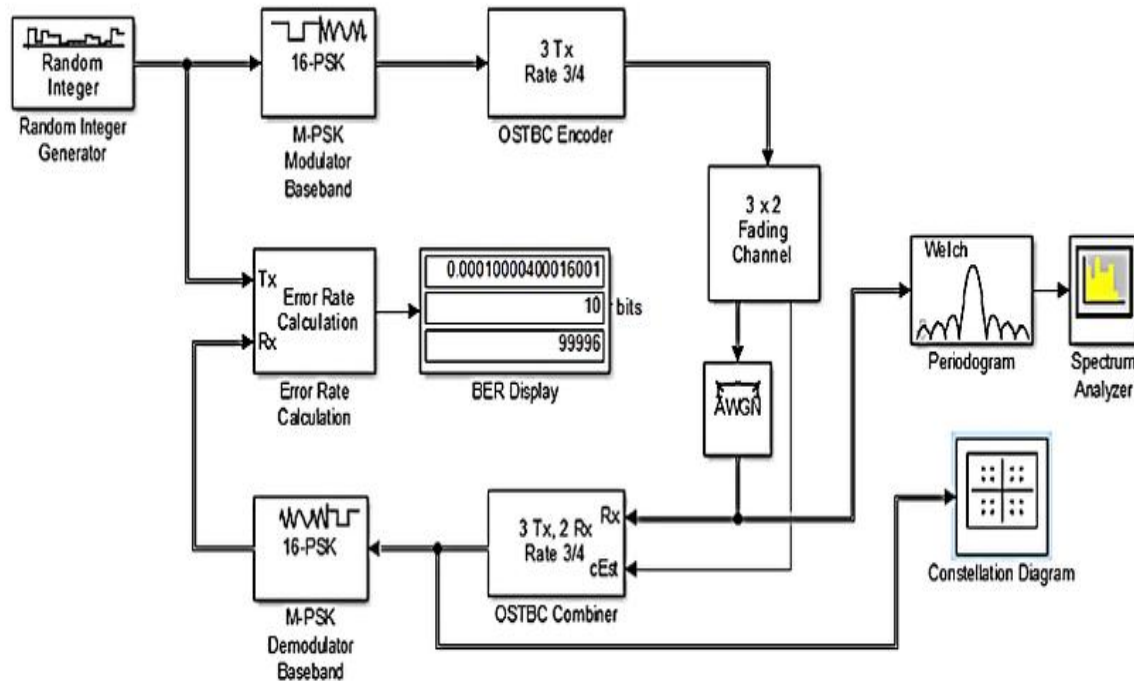 Random
Integer
Random Integer
Generator
16-PSK
M-PSK
Modulator
Baseband
3 Tx
Rate 3/4
OSTBC Encoder
3 x 2
Fading
Channel
Tx
Rx
Error Rate
Calculation
Error Rate
Calculation
0.00010000400016001
10
99996
bits
BER Display
AWGN
Welch
Periodogram
Spectrum
Analyzer
16-PSK
M-PSK
Demodulator
Baseband
3 Tx, 2 Rx
Rate 3/4
Rx
cEst
OSTBC Combiner
Constellation Diagram